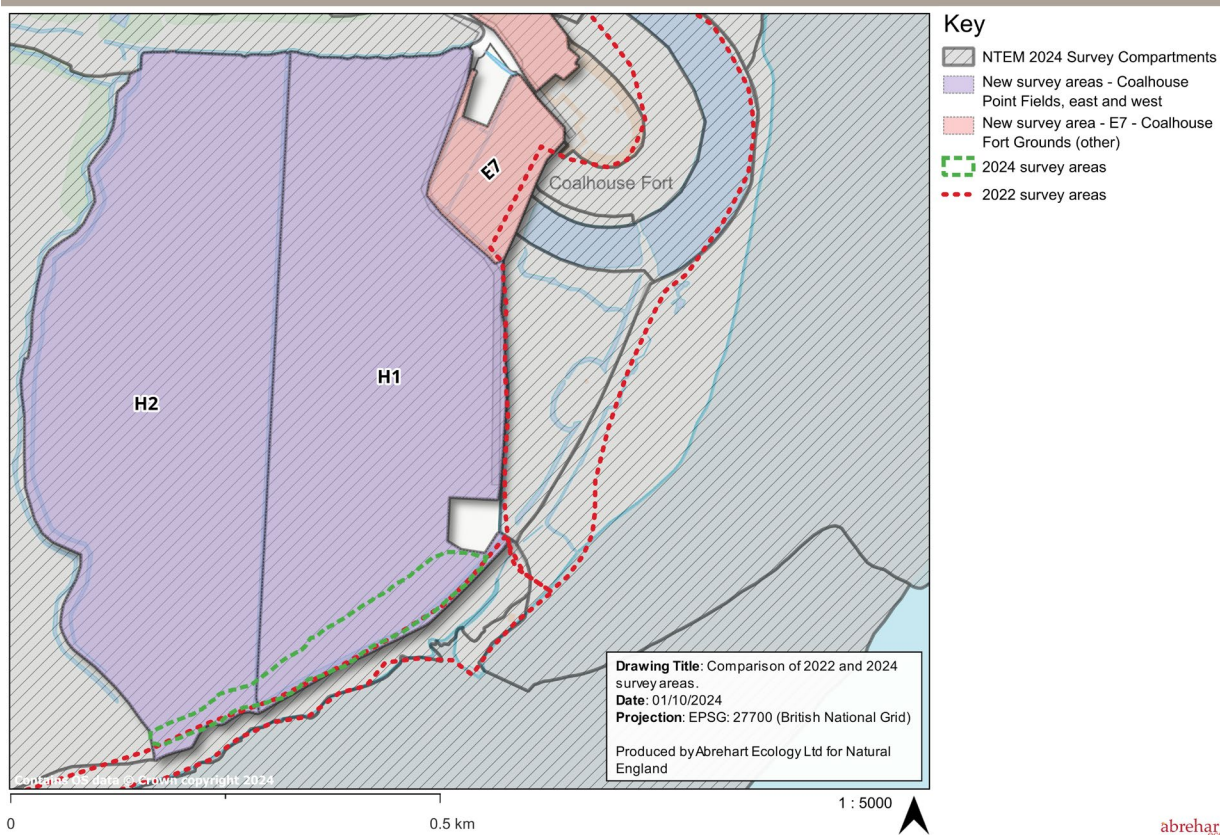 Key
NTEM 2024 Survey Compartments
New survey areas - Coalhouse
Point Fields, east and west
New survey area - E7 - Coalhouse
Fort Grounds (other)
2024 survey areas
2022 survey areas
E7
Coalhouse Fort
H1
H2
Drawing Title: Comparison of 2022 and 2024
survey areas.
Date: 01/10/2024
Projection: EPSG: 27700 (British National Grid)
Produced by Abrehart Ecology Ltd for Natural
England
Contains OS data © Crown copyright 2024
0
0.5 km
1 : 5000
abrehar